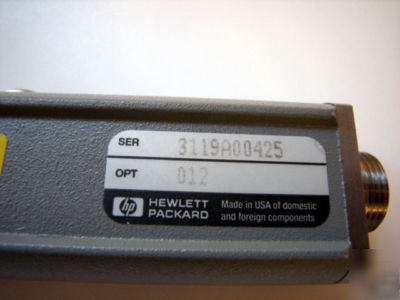 SER 3119A00425
OPT 012
hp HEWLETT PACKARD Made in USA of domestic and foreign components